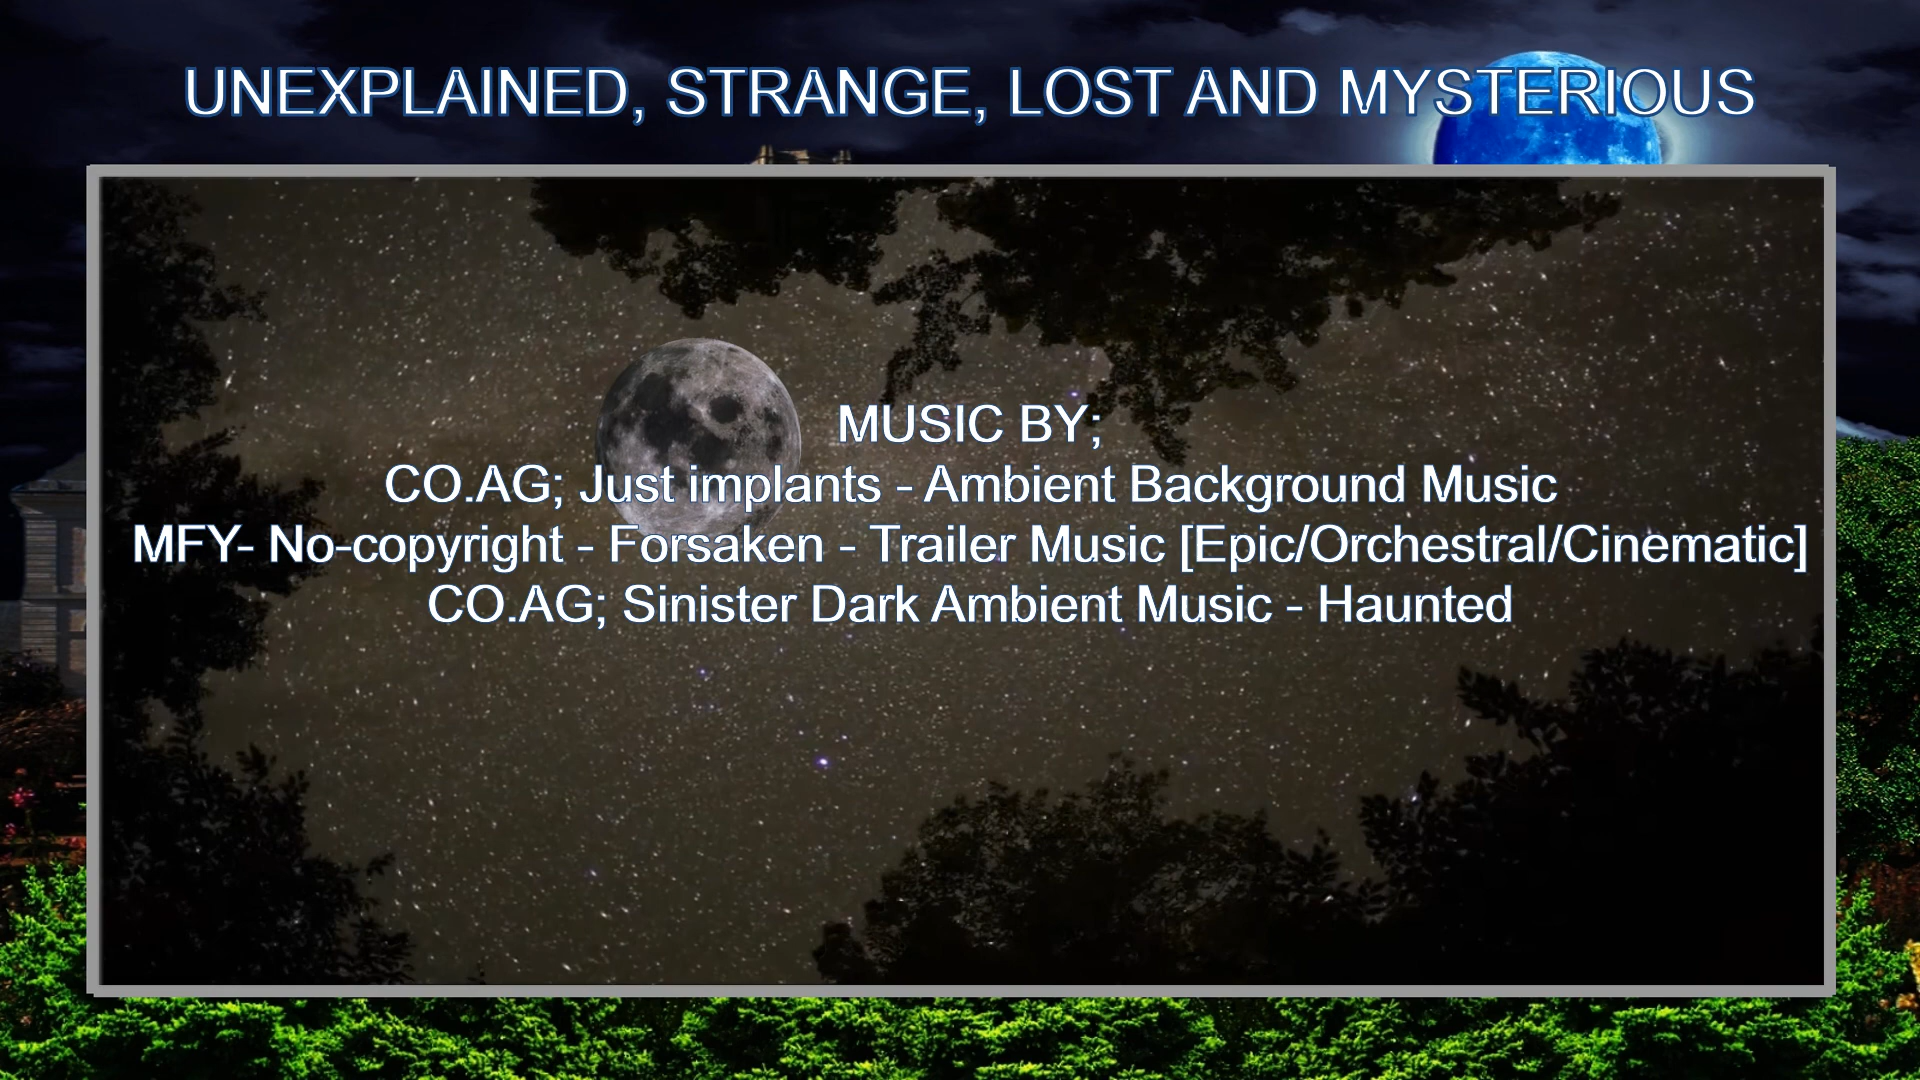 UNEXPLAINED, STRANGE, LOST AND MYSTERIOUS
MUSIC BY;
CO.AG; Just implants - Ambient Background Music
MFY- No-copyright - Forsaken - Trailer Music [Epic/Orchestral/Cinematic]
CO.AG; Sinister Dark Ambient Music - Haunted